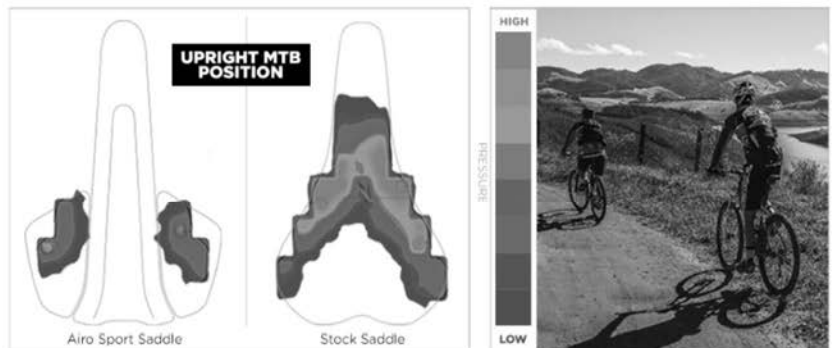 UPRIGHT MTB
POSITION
Airo Sport Saddle
Stock Saddle
HIGH
PRESSURE
LOW